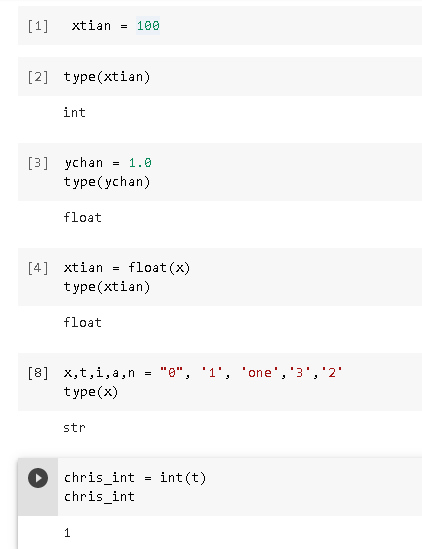 [1] xtian = 100
[2] type(xtian)
int
[3] ychan = 1.0
type(ychan)
float
[4] xtian = float(x)
type(xtian)
float
[8] x,t,i,a,n = "0", '1', 'one','3','2'
type(x)
str
chris_int = int(t)
chris_int
1